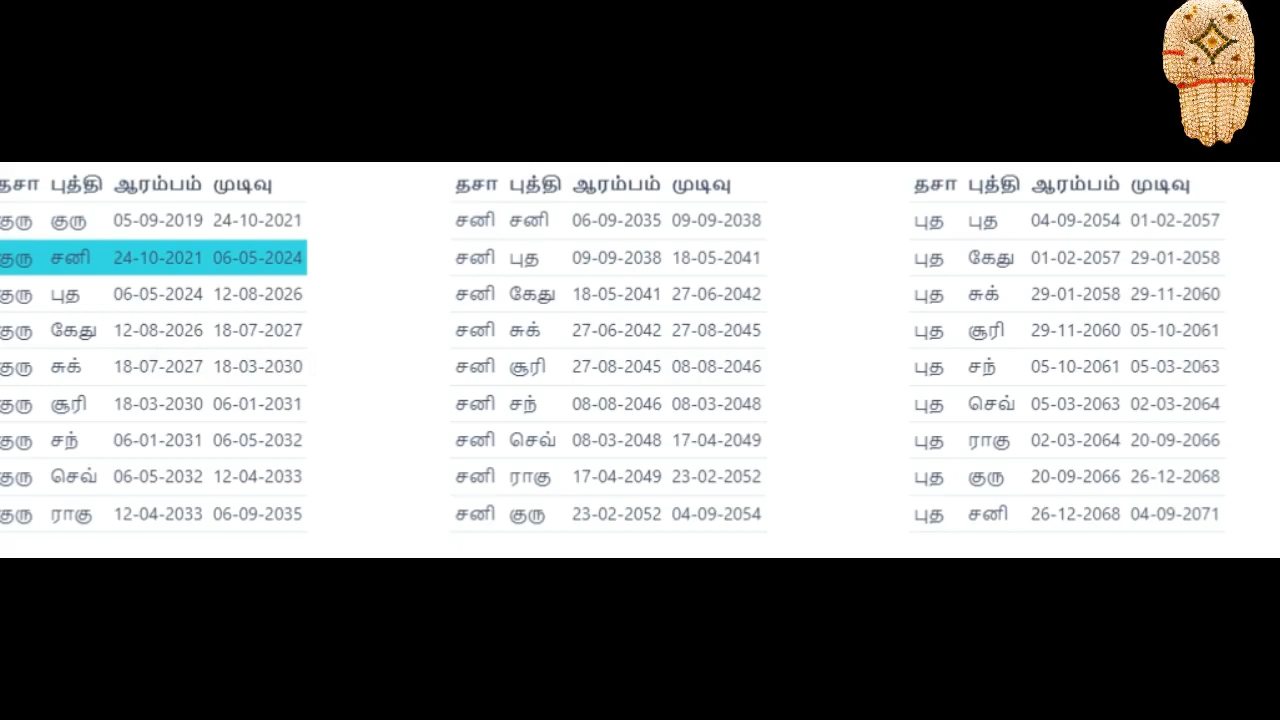 தசா புத்தி ஆரம்பம் முடிவு
குரு குரு 05-09-2019 24-10-2021
குரு சனி 24-10-2021 06-05-2024
குரு புத 06-05-2024 12-08-2026
குரு கேது 12-08-2026 18-07-2027
குரு சுக் 18-07-2027 18-03-2030
குரு சூரி 18-03-2030 06-01-2031
குரு சந் 06-01-2031 06-05-2032
குரு செவ் 06-05-2032 12-04-2033
குரு ராகு 12-04-2033 06-09-2035
தசா புத்தி ஆரம்பம் முடிவு
சனி சனி 06-09-2035 09-09-2038
சனி புத 09-09-2038 18-05-2041
சனி கேது 18-05-2041 27-06-2042
சனி சுக் 27-06-2042 27-08-2045
சனி சூரி 27-08-2045 08-08-2046
சனி சந் 08-08-2046 08-03-2048
சனி செவ் 08-03-2048 17-04-2049
சனி ராகு 17-04-2049 23-02-2052
சனி குரு 23-02-2052 04-09-2054
தசா புத்தி ஆரம்பம் முடிவு
புத புத 04-09-2054 01-02-2057
புத கேது 01-02-2057 29-01-2058
புத சுக் 29-01-2058 29-11-2060
புத சூரி 29-11-2060 05-10-2061
புத சந் 05-10-2061 05-03-2063
புத செவ் 05-03-2063 02-03-2064
புத ராகு 02-03-2064 20-09-2066
புத குரு 20-09-2066 26-12-2068
புத சனி 26-12-2068 04-09-2071